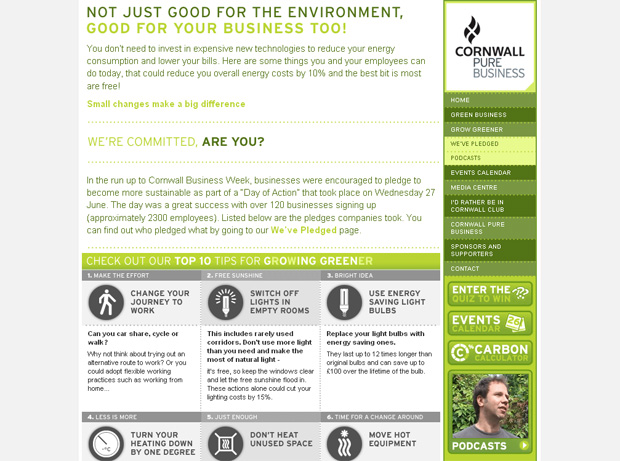 NOT JUST GOOD FOR THE ENVIRONMENT,
GOOD FOR YOUR BUSINESS TOO!
You don't need to invest in expensive new technologies to reduce your energy
consumption and lower your bills. Here are some things you and your employees can
do today, that could reduce you overall energy costs by 10% and the best bit is most
are free!
Small changes make a big difference
WE'RE COMMITTED, ARE YOU?
In the run up to Cornwall Business Week, businesses were encouraged to pledge to
become more sustainable as part of a "Day of Action" that took place on Wednesday 27
June. The day was a great success with over 120 businesses signing up
(approximately 2300 employees). Listed below are the pledges companies took. You
can find out who pledged what by going to our We've Pledged page.
CHECK OUT OUR TOP 10 TIPS FOR GROWING GREENER
1. MAKE THE EFFORT
CHANGE YOUR
JOURNEY TO
WORK
Can you car share, cycle or
walk?
Why not think about trying out an
alternative route to work? Or you
could adopt flexible working
practices such as working from
home...
2. FREE SUNSHINE
SWITCH OFF
LIGHTS IN
EMPTY ROOMS
This includes rarely used
corridors. Don't use more light
than you need and make the
most of natural light -
it's free, so keep the windows clear
and let the free sunshine flood in.
These actions alone could cut your
lighting costs by 15%.
3. BRIGHT IDEA
USE ENERGY
SAVING LIGHT
BULBS
Replace your light bulbs with
energy saving ones.
They last up to 12 times longer than
original bulbs and can save up to
£100 over the lifetime of the bulb.
4. LESS IS MORE
TURN YOUR
HEATING DOWN
BY ONE DEGREE
5. JUST ENOUGH
DON'T HEAT
UNUSED SPACE
6. TIME FOR A CHANGE AROUND
MOVE HOT
EQUIPMENT
CORNWALL
PURE
BUSINESS
HOME
GREEN BUSINESS
GROW GREENER
WE'VE PLEDGED
PODCASTS
EVENTS CALENDAR
MEDIA CENTRE
I'D RATHER BE IN
CORNWALL CLUB
CORNWALL PURE
BUSINESS
SPONSORS AND
SUPPORTERS
CONTACT
ENTER THE
QUIZ TO WIN
EVENTS
CALENDAR
CARBON
CALCULATOR
PODCASTS